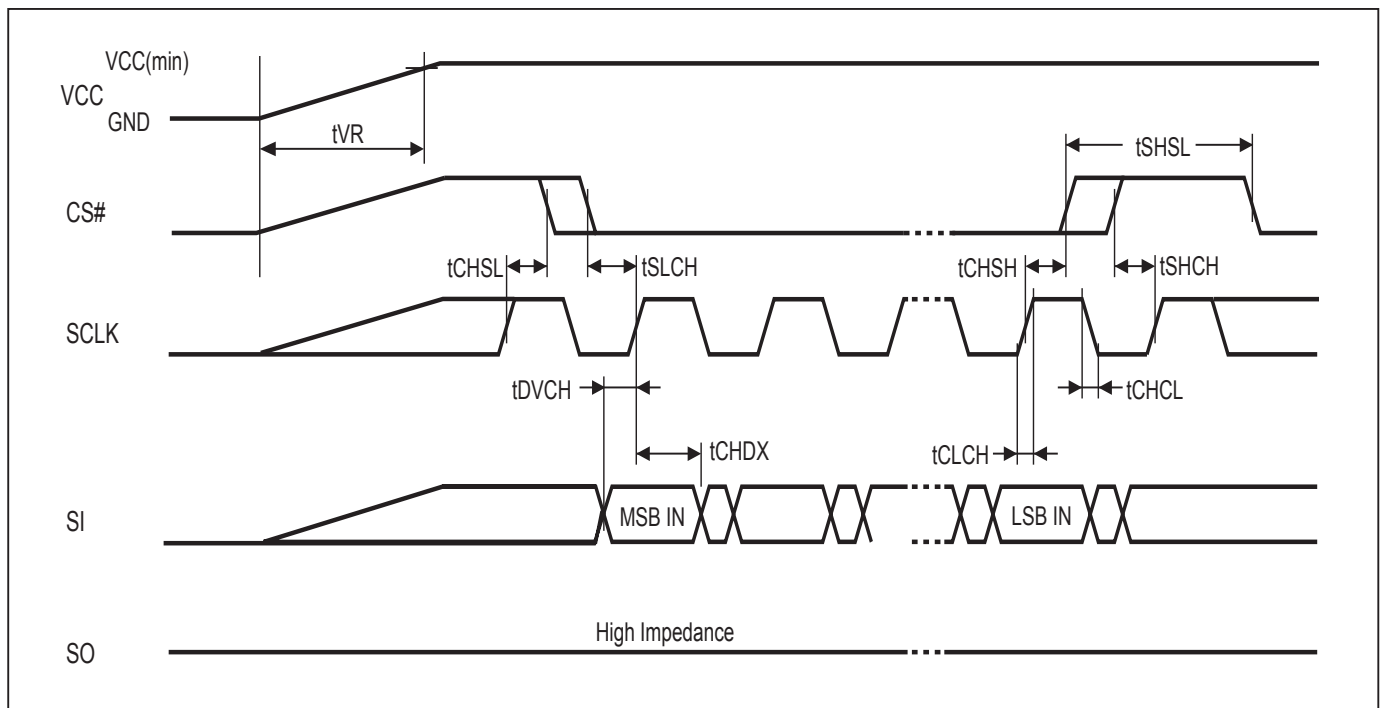 VCC(min)
VCC
GND
tVR
tSHSL
CS#
tCHSL
tSLCH
tCHSH
tSHCH
SCLK
tDVCH
tCHCL
tCHDX
tCLCH
SI
MSB IN
LSB IN
High Impedance
SO